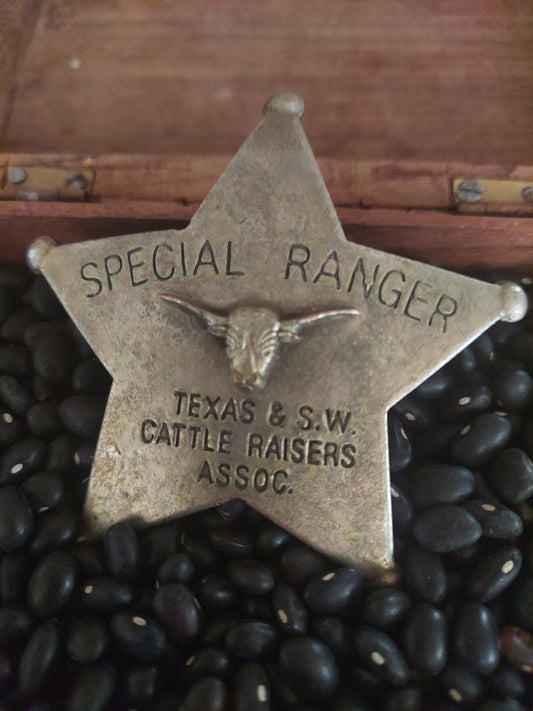 SPECIAL RANGER
TEXAS & S.W.
CATTLE RAISERS
ASSOC.